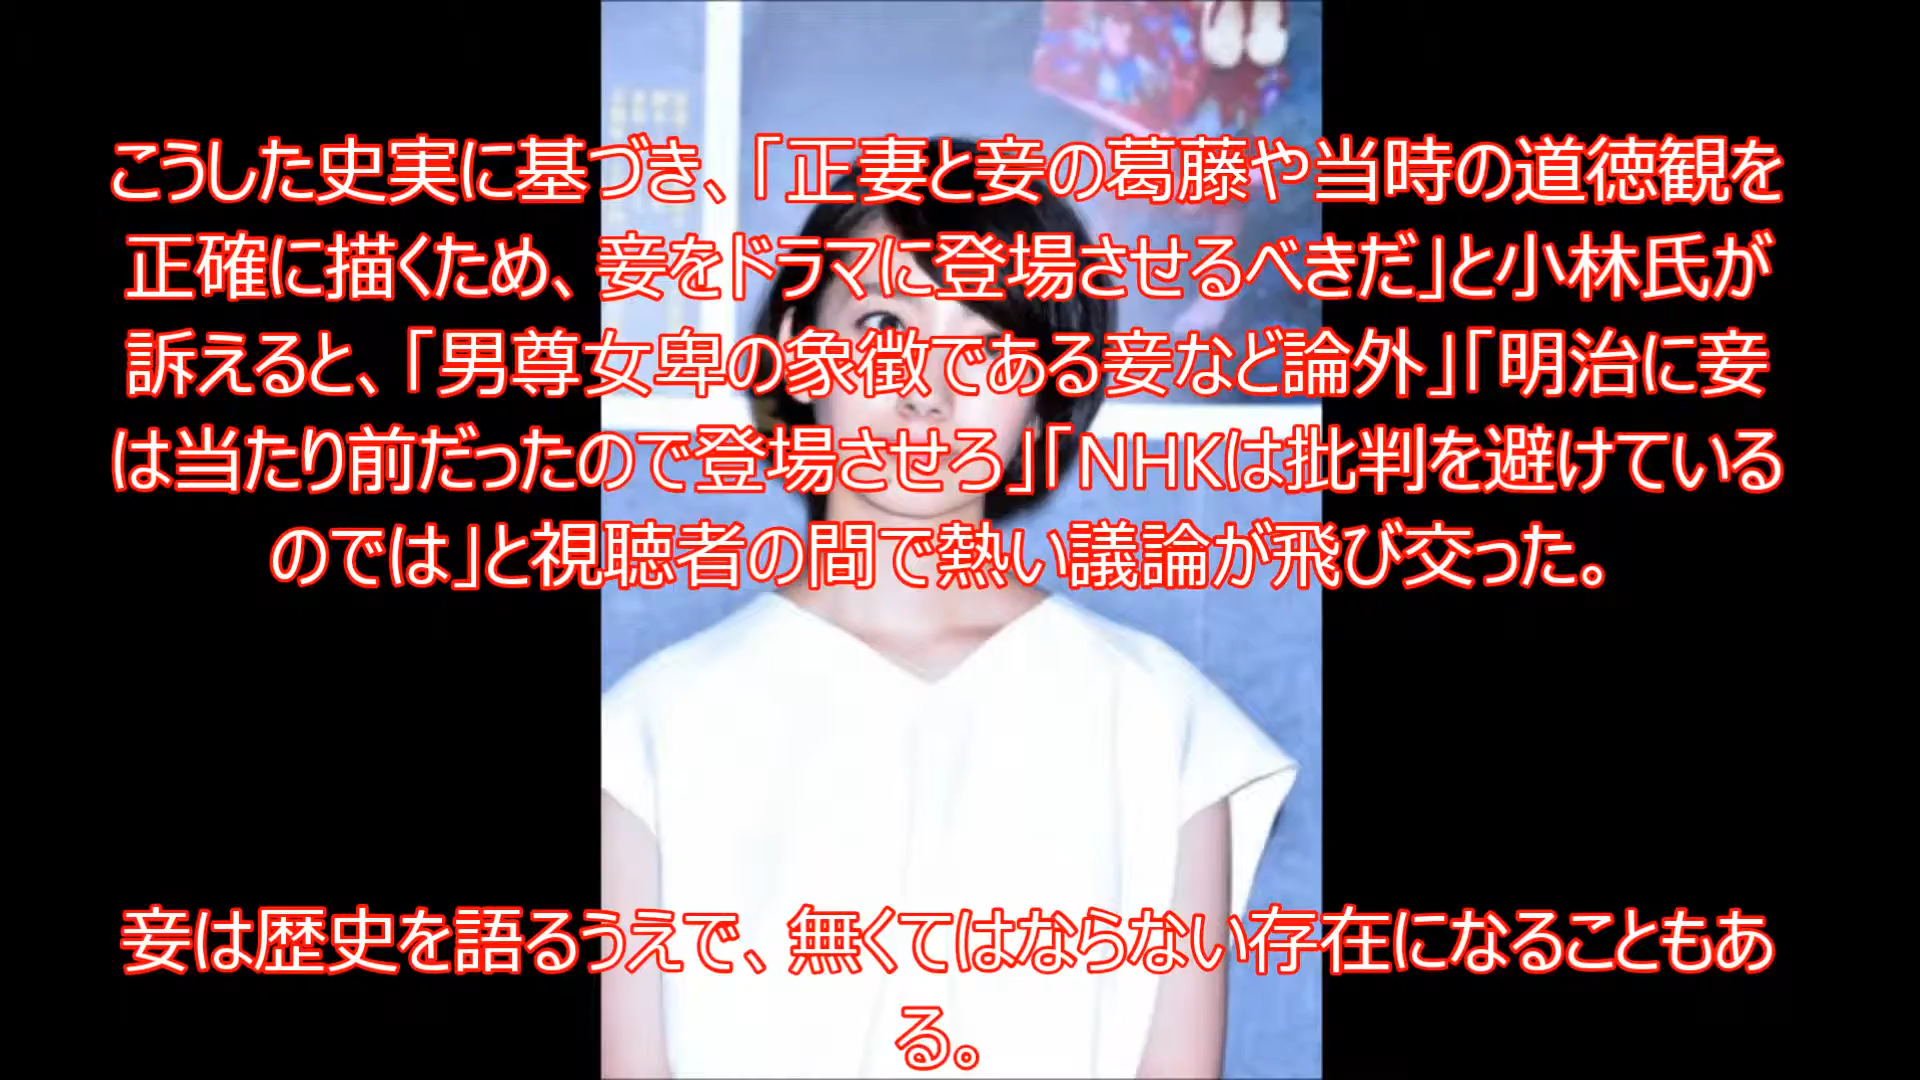 こうした史実に基づき、「正妻と妾の葛藤や当時の道徳観を
正確に描くため、妾をドラマに登場させるべきだ」と小林氏が
訴えると、「男尊女卑の象徴である妾など論外」「明治に妾
は当たり前だったので登場させろ」「NHKは批判を避けている
のでは」と視聴者の間で熱い議論が飛び交った。
妾は歴史を語るうえで、無くてはならない存在になることもあ
る。